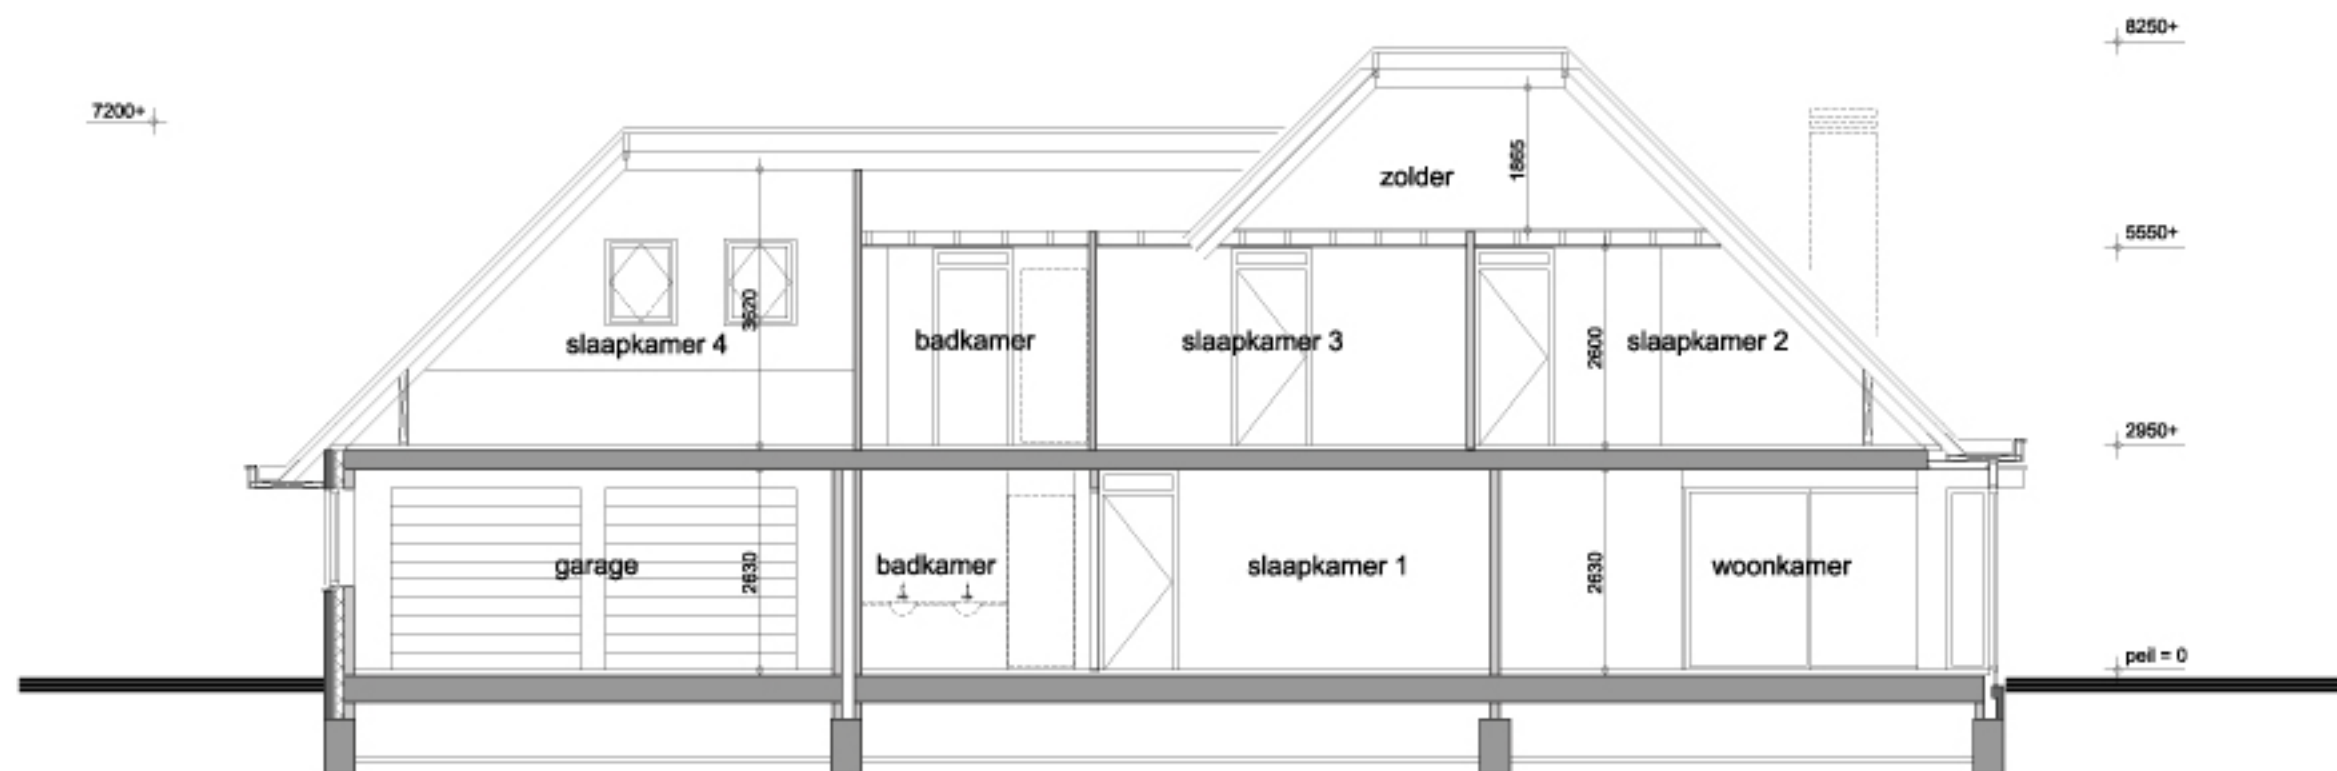 8250+
7200+
zolder
1865
5550+
slaapkamer 4
3620
badkamer
slaapkamer 3
2600
slaapkamer 2
2950+
garage
2630
badkamer
slaapkamer 1
2630
woonkamer
peil = 0